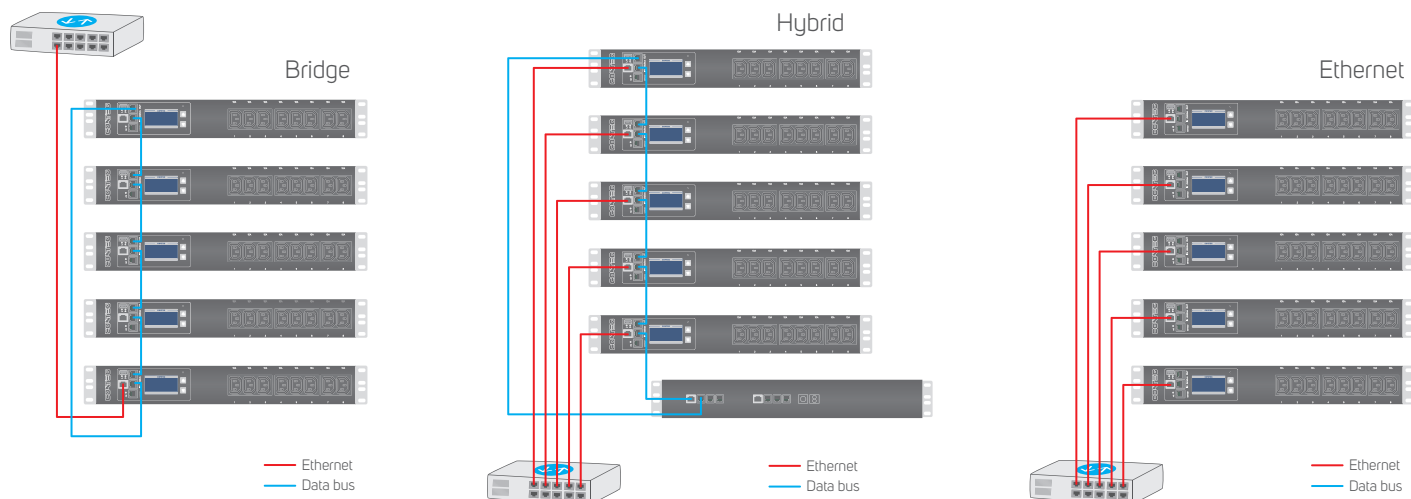 Bridge
Ethernet
Data bus
Hybrid
Ethernet
Data bus
Ethernet
Ethernet
Data bus